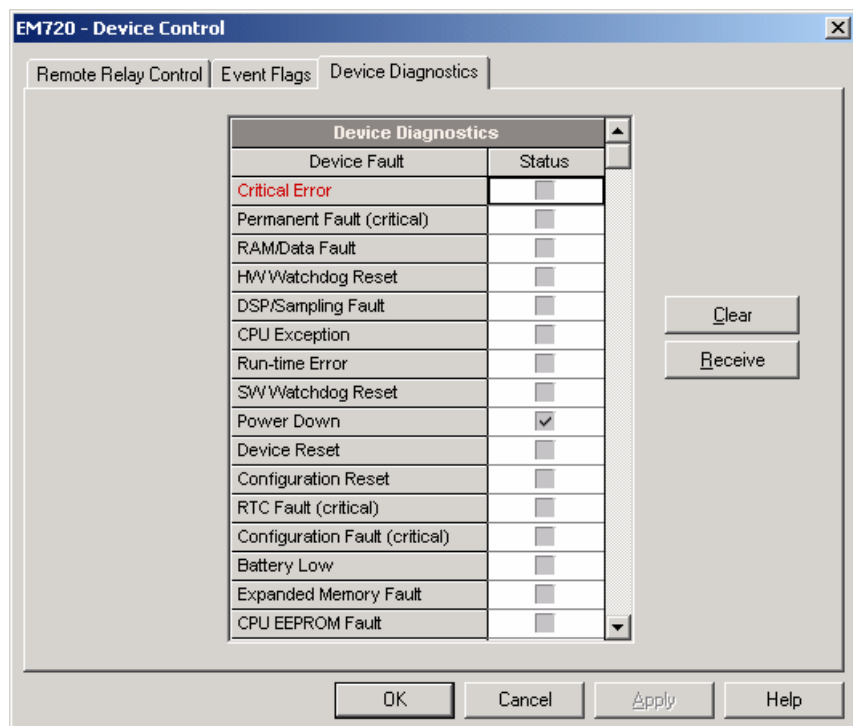 EM720 - Device Control
Remote Relay Control Event Flags Device Diagnostics
Device Diagnostics
Device Fault Status
Critical Error
Permanent Fault (critical)
RAM/Data Fault
HW Watchdog Reset
DSP/Sampling Fault
CPU Exception
Run-time Error
SW Watchdog Reset
Power Down
Device Reset
Configuration Reset
RTC Fault (critical)
Configuration Fault (critical)
Battery Low
Expanded Memory Fault
CPU EEPROM Fault
Clear
Receive
OK Cancel Apply Help